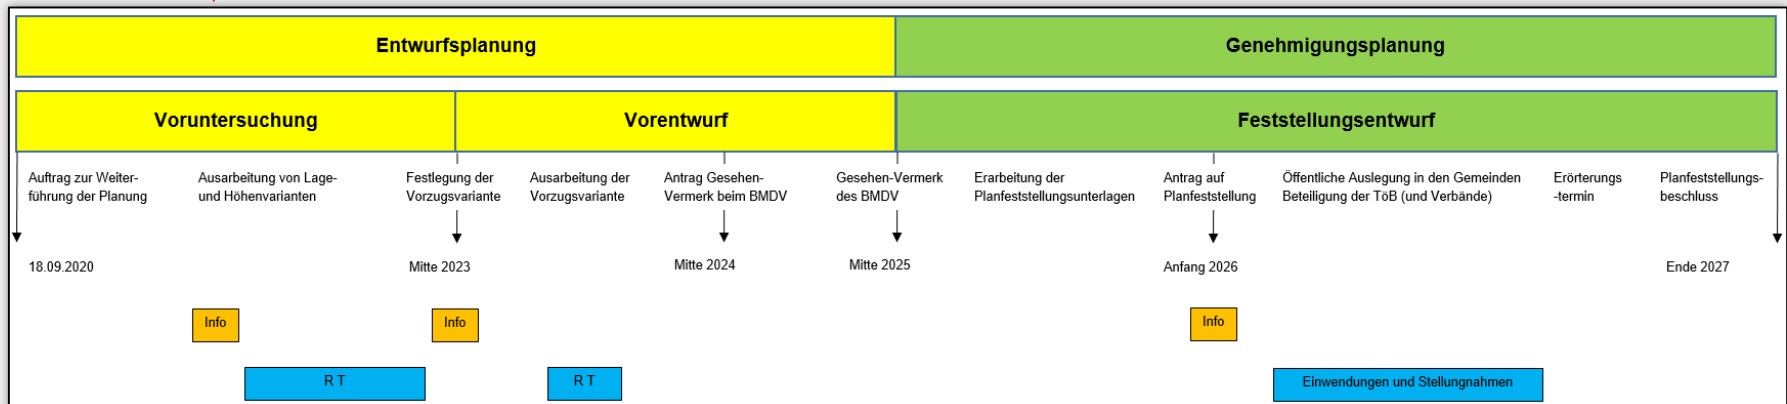 Entwurfsplanung
Genehmigungsplanung
Voruntersuchung
Vorentwurf
Feststellungsentwurf
Auftrag zur Weiter-
führung der Planung
Ausarbeitung von Lage-
und Höhenvarianten
Festlegung der
Vorzugsvariante
Ausarbeitung der
Vorzugsvariante
Antrag Gesehen-
Vermerk beim BMDV
Gesehen-Vermerk
des BMDV
Erarbeitung der
Planfeststellungsunterlagen
Antrag auf
Planfeststellung
Öffentliche Auslegung in den Gemeinden
Beteiligung der TöB (und Verbände)
Erörterungs
-termin
Planfeststellungs-
beschluss
18.09.2020
Mitte 2023
Mitte 2024
Mitte 2025
Anfang 2026
Ende 2027
Info
Info
Info
R T
R T
Einwendungen und Stellungnahmen